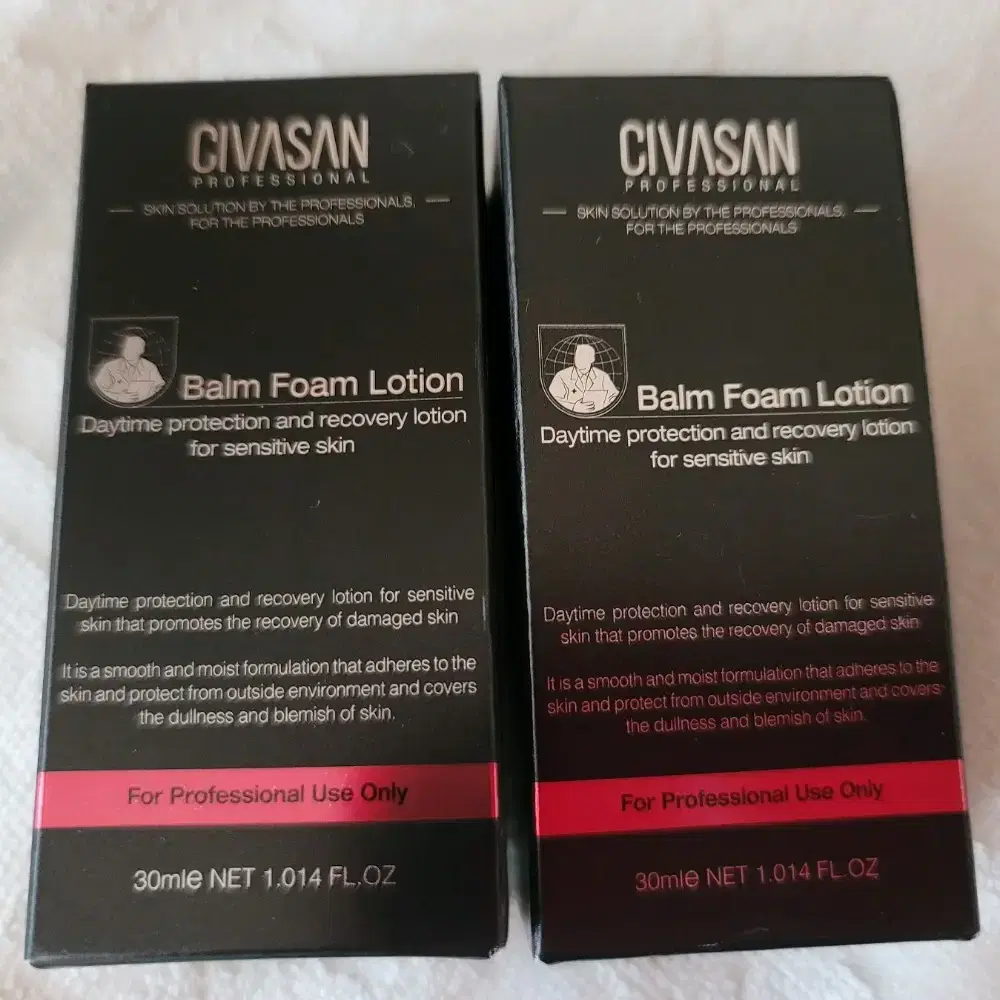 CIVASAN
PROFESSIONAL
SKIN SOLUTION BY THE PROFESSIONALS,
FOR THE PROFESSIONALS
Balm Foam Lotion
Daytime protection and recovery lotion
for sensitive skin
Daytime protection and recovery lotion for sensitive
skin that promotes the recovery of damaged skin
It is a smooth and moist formulation that adheres to the
skin and protect from outside environment and covers
the dullness and blemish of skin.
For Professional Use Only
30mle NET 1.014 FL.OZ
CIVASAN
PROFESSIONAL
SKIN SOLUTION BY THE PROFESSIONALS,
FOR THE PROFESSIONALS
Balm Foam Lotion
Daytime protection and recovery lotion
for sensitive skin
Daytime protection and recovery lotion for sensitive
skin that promotes the recovery of damaged skin
It is a smooth and moist formulation that adheres to the
skin and protect from outside environment and covers
the dullness and blemish of skin.
For Professional Use Only
30mle NET 1.014 FL.OZ